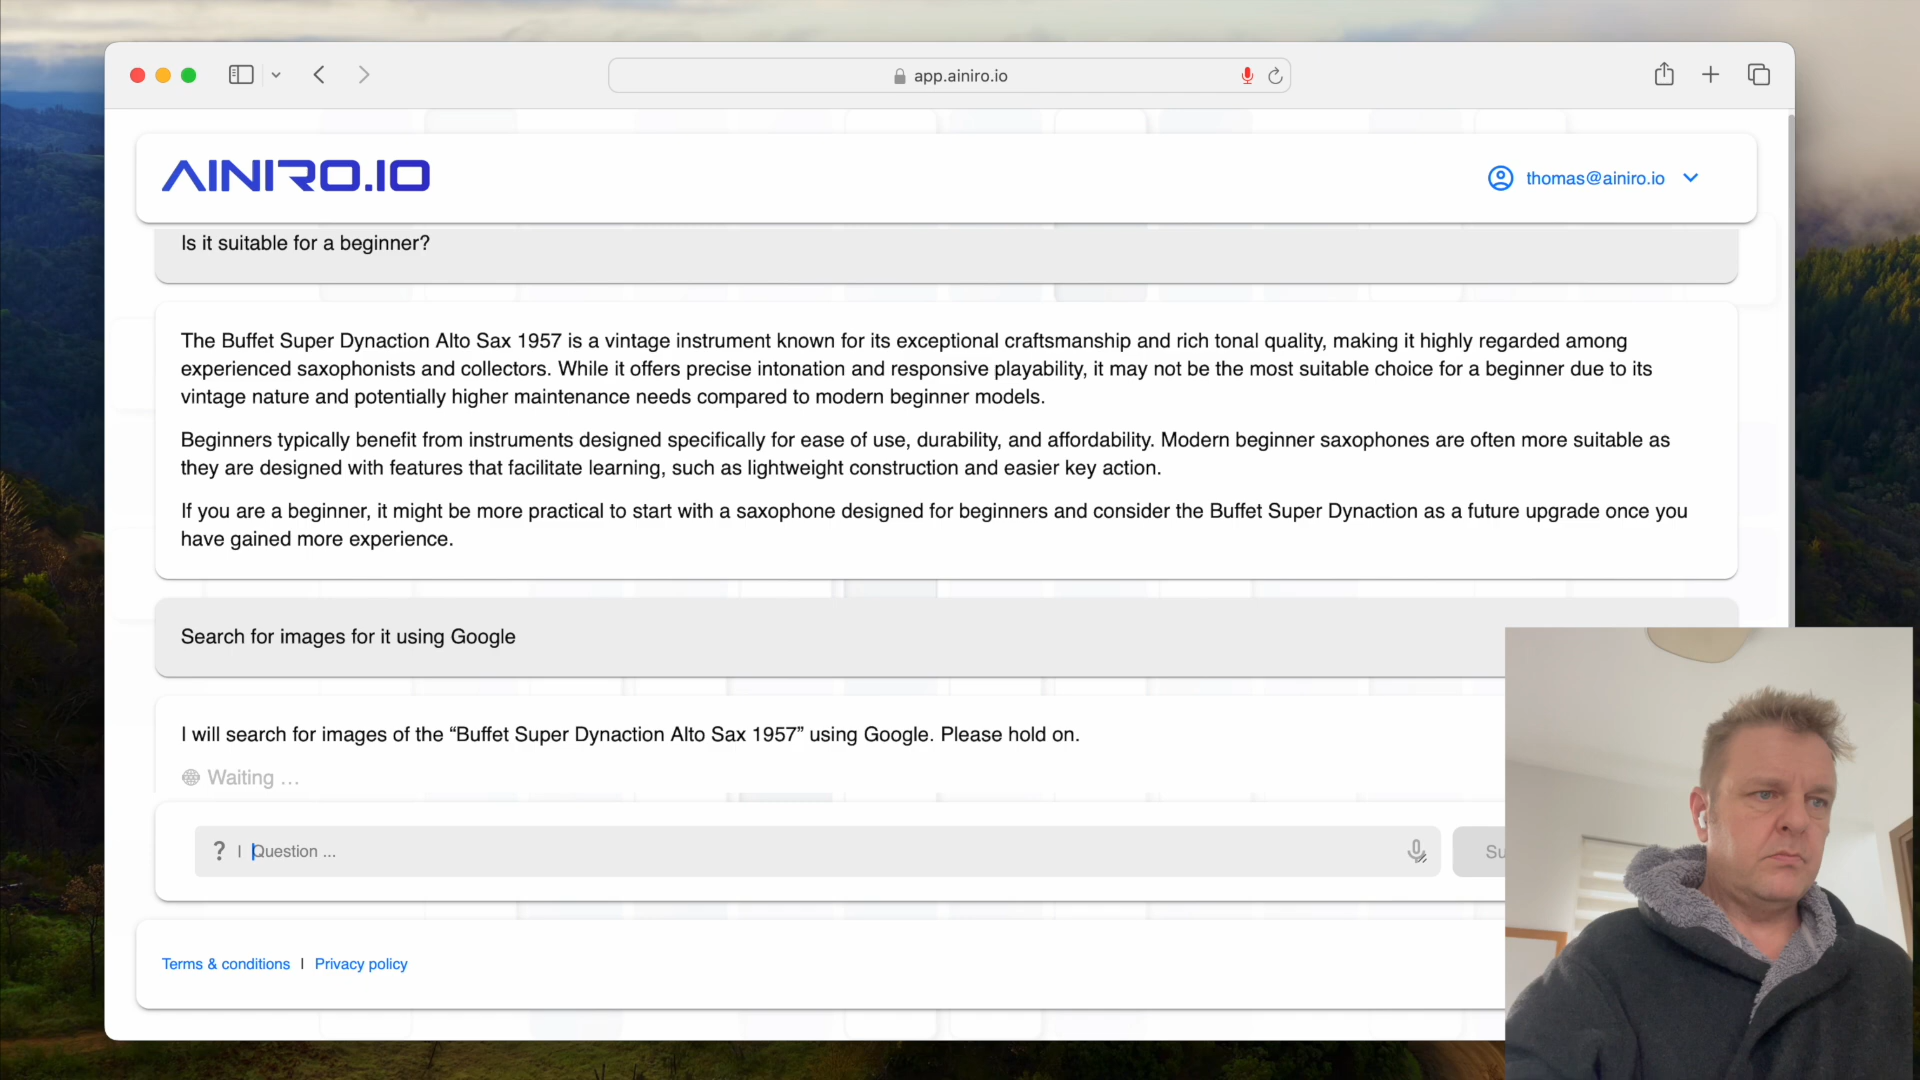 app.ainiro.io
AINIRO.IO
thomas@ainiro.io
Is it suitable for a beginner?
The Buffet Super Dynaction Alto Sax 1957 is a vintage instrument known for its exceptional craftsmanship and rich tonal quality, making it highly regarded among
experienced saxophonists and collectors. While it offers precise intonation and responsive playability, it may not be the most suitable choice for a beginner due to its
vintage nature and potentially higher maintenance needs compared to modern beginner models.
Beginners typically benefit from instruments designed specifically for ease of use, durability, and affordability. Modern beginner saxophones are often more suitable as
they are designed with features that facilitate learning, such as lightweight construction and easier key action.
If you are a beginner, it might be more practical to start with a saxophone designed for beginners and consider the Buffet Super Dynaction as a future upgrade once you
have gained more experience.
Search for images for it using Google
I will search for images of the “Buffet Super Dynaction Alto Sax 1957” using Google. Please hold on.
Waiting ...
? | Question ...
Su
Terms & conditions | Privacy policy